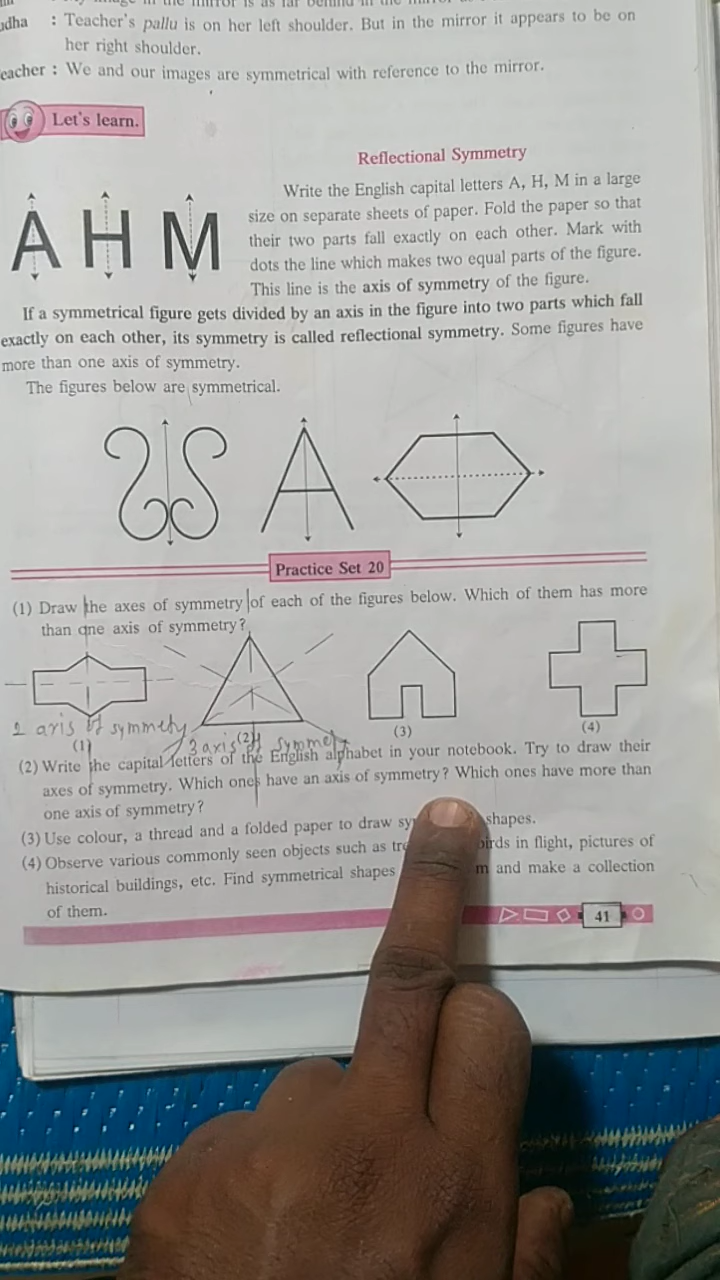 : Teacher's pallu is on her left shoulder. But in the mirror it appears to be on
her right shoulder.
eacher : We and our images are symmetrical with reference to the mirror.
Let's learn.
Reflectional Symmetry
A H M
Write the English capital letters A, H, M in a large
size on separate sheets of paper. Fold the paper so that
their two parts fall exactly on each other. Mark with
dots the line which makes two equal parts of the figure.
This line is the axis of symmetry of the figure.
If a symmetrical figure gets divided by an axis in the figure into two parts which fall
exactly on each other, its symmetry is called reflectional symmetry. Some figures have
more than one axis of symmetry.
The figures below are symmetrical.
Practice Set 20
(1) Draw the axes of symmetry of each of the figures below. Which of them has more
than one axis of symmetry?
2 axis of symmety
3 axis of symmety
(1)
(2)
(3)
(4)
(2) Write the capital letters of the English alphabet in your notebook. Try to draw their
axes of symmetry. Which ones have an axis of symmetry? Which ones have more than
one axis of symmetry?
(3) Use colour, a thread and a folded paper to draw shapes.
(4) Observe various commonly seen objects such as birds in flight, pictures of
historical buildings, etc. Find symmetrical shapes and make a collection
of them.
41